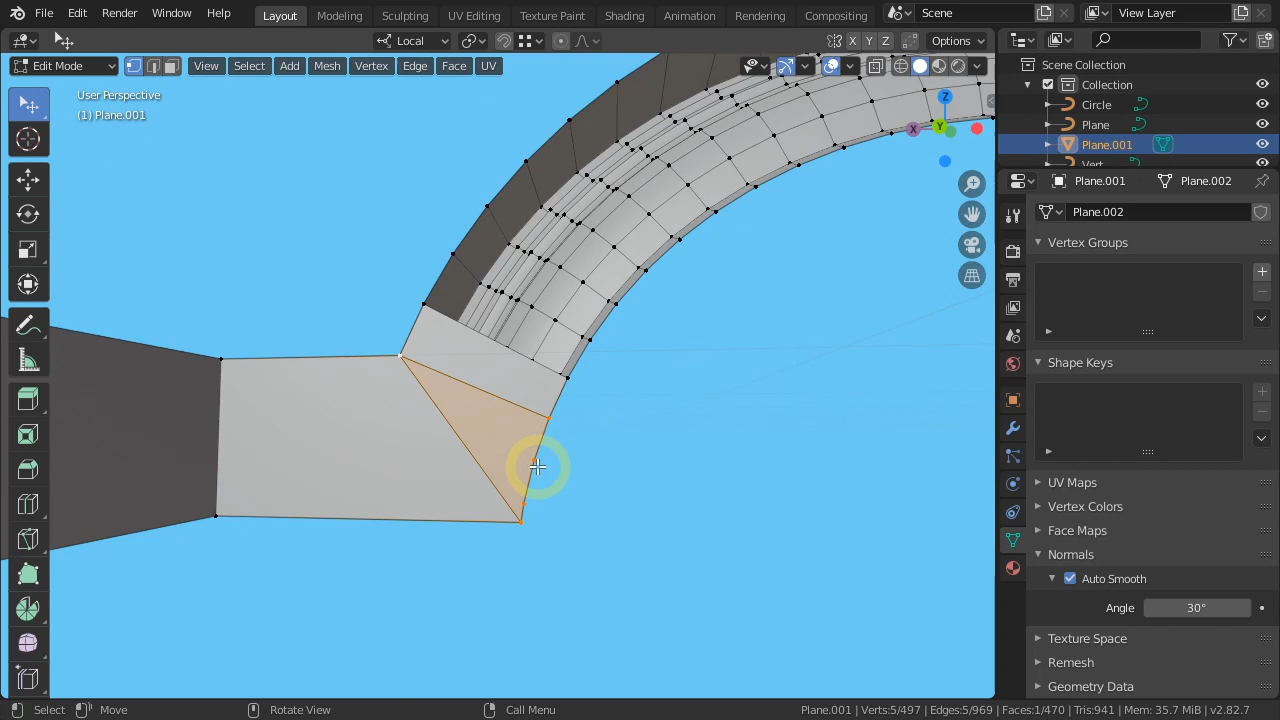 File Edit Render Window Help Layout Modeling Sculpting UV Editing Texture Paint Shading Animation Rendering Compositing Scene View Layer
Local X Y Z Options
Edit Mode View Select Add Mesh Vertex Edge Face UV
User Perspective
(1) Plane.001
Z
X
Y
Scene Collection
Collection
Circle
Plane
Plane.001
Vert
Plane.001 Plane.002
Plane.002
Vertex Groups
Shape Keys
UV Maps
Vertex Colors
Face Maps
Normals
Auto Smooth
Angle 30°
Texture Space
Remesh
Geometry Data
Select Move Rotate View Call Menu Plane.001 | Verts:5/497 | Edges:5/969 | Faces:1/470 | Tris:941 | Mem: 35.7 MiB | v2.82.7